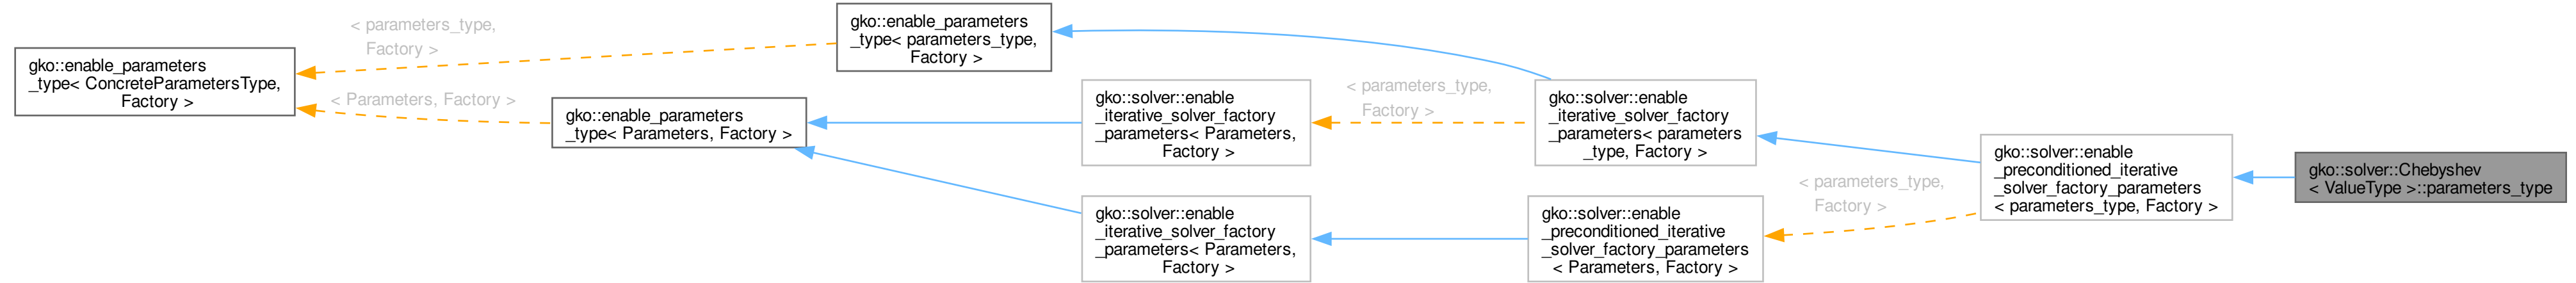 gko::enable_parameters
_type< ConcreteParametersType,
Factory >
< parameters_type,
Factory >
< Parameters, Factory >
gko::enable_parameters
_type< Parameters, Factory >
gko::enable_parameters
_type< parameters_type,
Factory >
gko::solver::enable
_iterative_solver_factory
_parameters< Parameters,
Factory >
gko::solver::enable
_iterative_solver_factory
_parameters< Parameters,
Factory >
< parameters_type,
Factory >
gko::solver::enable
_iterative_solver_factory
_parameters< parameters
_type, Factory >
gko::solver::enable
_preconditioned_iterative
_solver_factory_parameters
< Parameters, Factory >
< parameters_type,
Factory >
gko::solver::enable
_preconditioned_iterative
_solver_factory_parameters
< parameters_type, Factory >
gko::solver::Chebyshev
< ValueType >::parameters_type